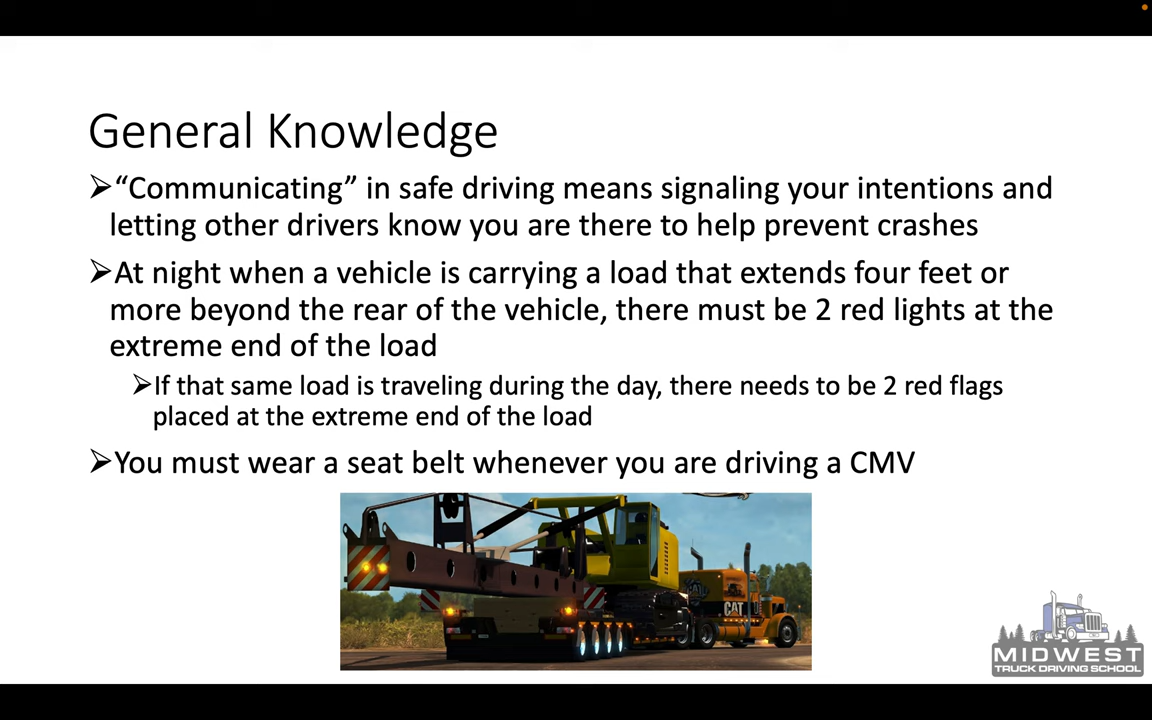 General Knowledge
➢“Communicating” in safe driving means signaling your intentions and
letting other drivers know you are there to help prevent crashes
➢At night when a vehicle is carrying a load that extends four feet or
more beyond the rear of the vehicle, there must be 2 red lights at the
extreme end of the load
➢If that same load is traveling during the day, there needs to be 2 red flags
placed at the extreme end of the load
➢You must wear a seat belt whenever you are driving a CMV
CAT
MIDWEST
TRUCK DRIVING SCHOOL